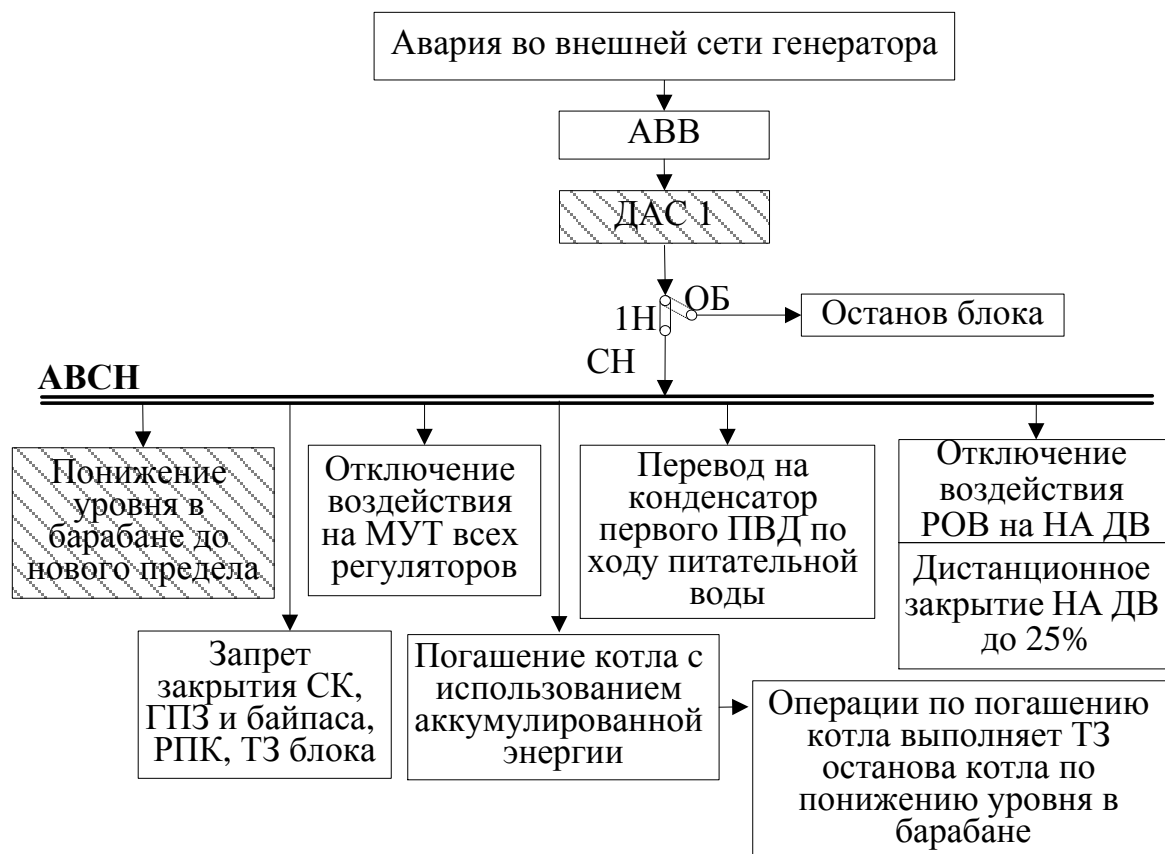 Авария во внешней сети генератора
АВВ
ДАС 1
ОБ
1Н
Останов блока
СН
АВСН
Понижение
уровня в
барабане до
нового предела
Отключение
воздействия
на МУТ всех
регуляторов
Перевод на
конденсатор
первого ПВД по
ходу питательной
воды
Отключение
воздействия
РОВ на НА ДВ
Дистанционное
закрытие НА ДВ
до 25%
Запрет
закрытия СК,
ГПЗ и байпаса,
РПК, ТЗ блока
Погашение котла с
использованием
аккумулированной
энергии
Операции по погашению
котла выполняет ТЗ
останова котла по
понижению уровня в
барабане